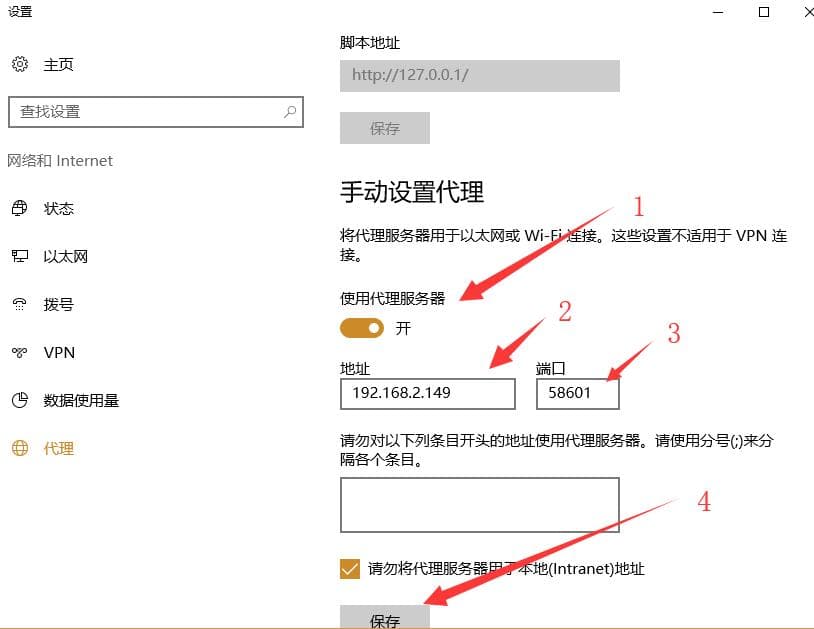 设置
主页
查找设置
网络和 Internet
状态
以太网
拨号
VPN
数据使用量
代理
脚本地址
http://127.0.0.1/
保存
手动设置代理
将代理服务器用于以太网或 Wi-Fi 连接。这些设置不适用于 VPN 连
接。
使用代理服务器
开
地址 端口
192.168.2.149 58601
请勿对以下列条目开头的地址使用代理服务器。请使用分号(;)来分
隔各个条目。
请勿将代理服务器用于本地(Intranet)地址
保存
1
2
3
4